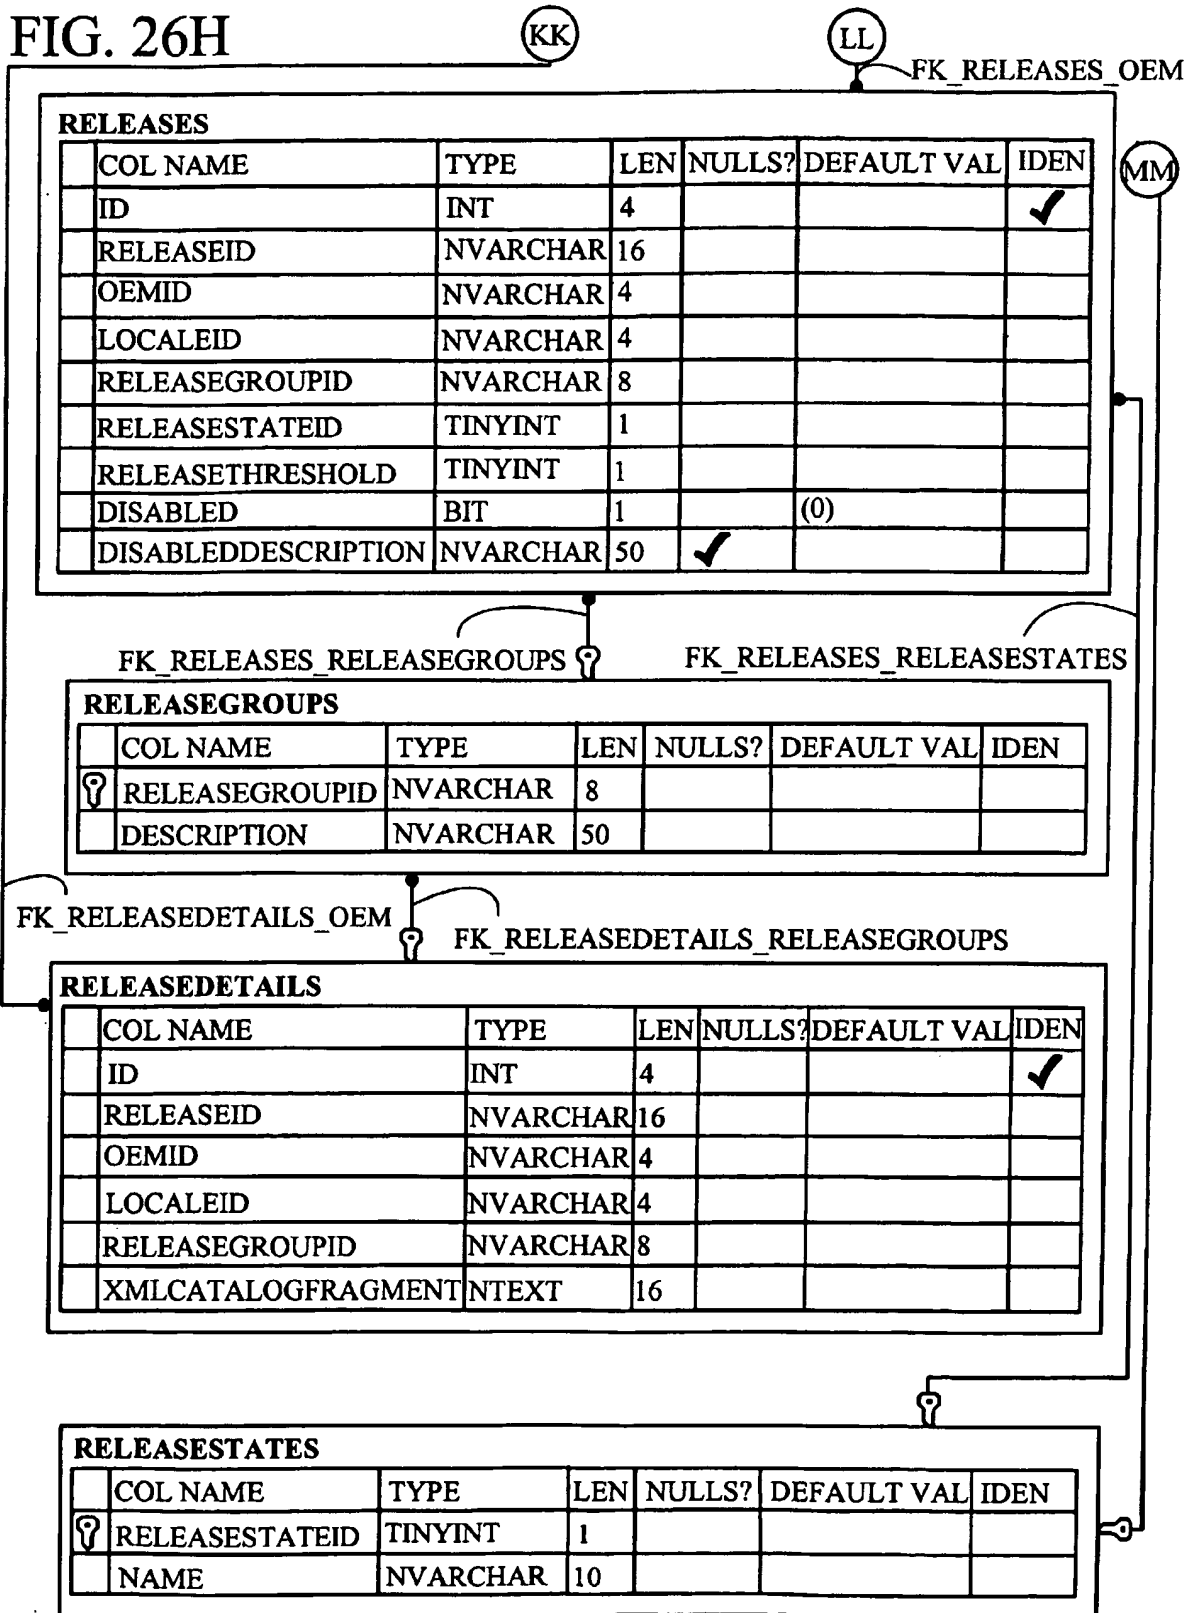 FIG. 26H
KK
LL
FK_RELEASES_OEM
MM
RELEASES
COL NAME TYPE LEN NULLS? DEFAULT VAL IDEN
ID INT 4 ✓
RELEASEID NVARCHAR 16
OEMID NVARCHAR 4
LOCALEID NVARCHAR 4
RELEASEGROUPID NVARCHAR 8
RELEASESTATEID TINYINT 1
RELEASETHRESHOLD TINYINT 1
DISABLED BIT 1 (0)
DISABLEDDESCRIPTION NVARCHAR 50 ✓
FK_RELEASES_RELEASEGROUPS
FK_RELEASES_RELEASESTATES
RELEASEGROUPS
COL NAME TYPE LEN NULLS? DEFAULT VAL IDEN
RELEASEGROUPID NVARCHAR 8
DESCRIPTION NVARCHAR 50
FK_RELEASEDETAILS_OEM
FK_RELEASEDETAILS_RELEASEGROUPS
RELEASEDETAILS
COL NAME TYPE LEN NULLS? DEFAULT VAL IDEN
ID INT 4 ✓
RELEASEID NVARCHAR 16
OEMID NVARCHAR 4
LOCALEID NVARCHAR 4
RELEASEGROUPID NVARCHAR 8
XMLCATALOGFRAGMENT NTEXT 16
RELEASESTATES
COL NAME TYPE LEN NULLS? DEFAULT VAL IDEN
RELEASESTATEID TINYINT 1
NAME NVARCHAR 10